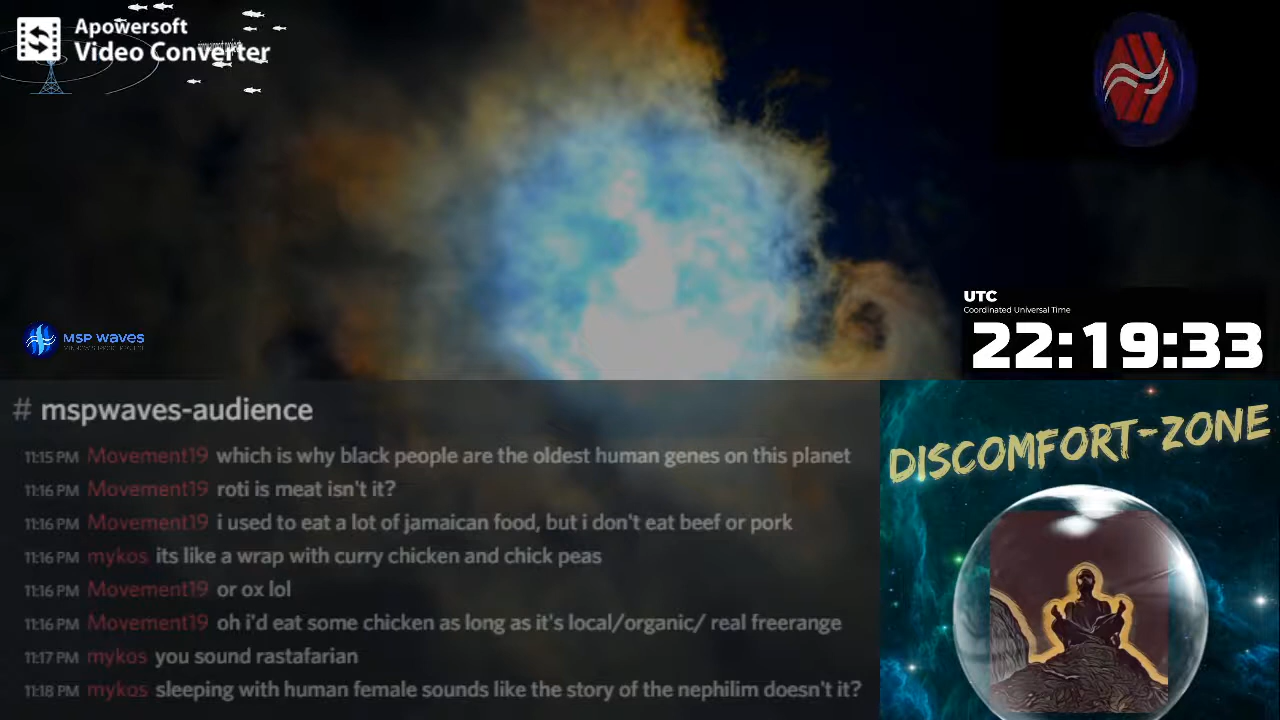 Apowersoft
Video Converter
UTC
Coordinated Universal Time
22:19:33
MSP WAVES
# mspwaves-audience
11:15 PM Movement19 which is why black people are the oldest human genes on this planet
11:16 PM Movement19 roti is meat isn't it?
11:16 PM Movement19 i used to eat a lot of jamaican food, but i don't eat beef or pork
11:16 PM mykos its like a wrap with curry chicken and chick peas
11:16 PM Movement19 or ox lol
11:16 PM Movement19 oh i'd eat some chicken as long as it's local/organic/ real freerange
11:17 PM mykos you sound rastafarian
11:18 PM mykos sleeping with human female sounds like the story of the nephilim doesn't it?
DISCOMFORT-ZONE